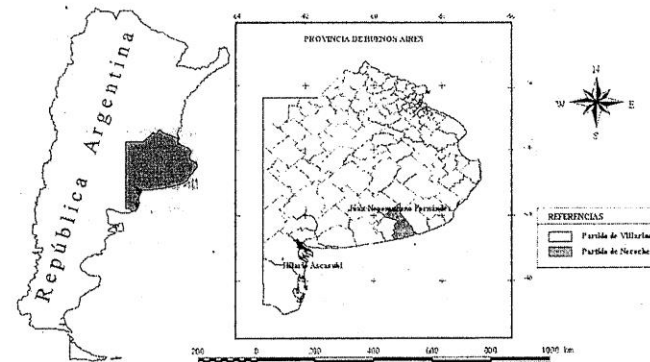 República Argentina
PROVINCIA DE BUENOS AIRES
N
W E
S
Juan Nepomuceno Fernández
Hilario Ascasubi
REFERENCIAS
Partido de Villarino
Partido de Necochea
200 0 200 400 600 800 1000 km